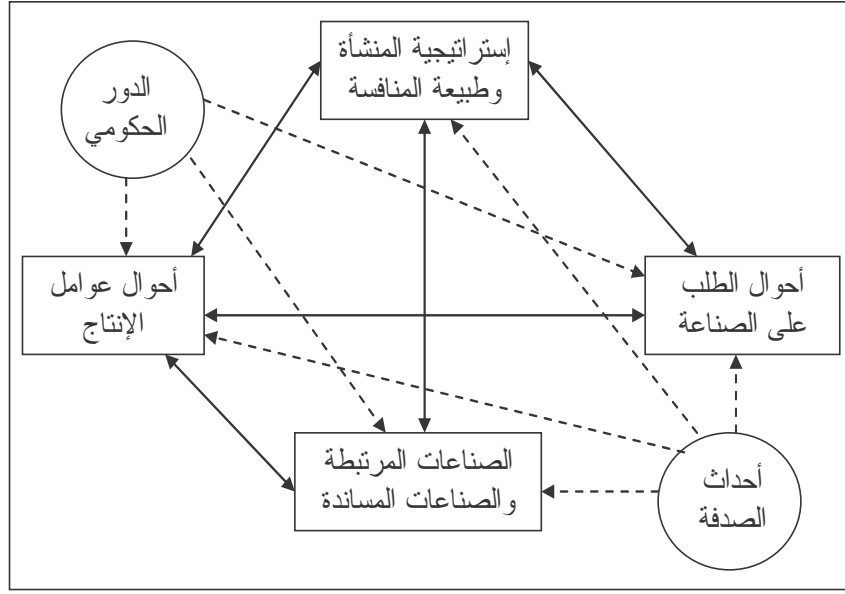 إستراتيجية المنشأة
وطبيعة المنافسة
الدور
الحكومي
أحوال عوامل
الإنتاج
أحوال الطلب
على الصناعة
الصناعات المرتبطة
والصناعات المساندة
أحداث
الصدفة